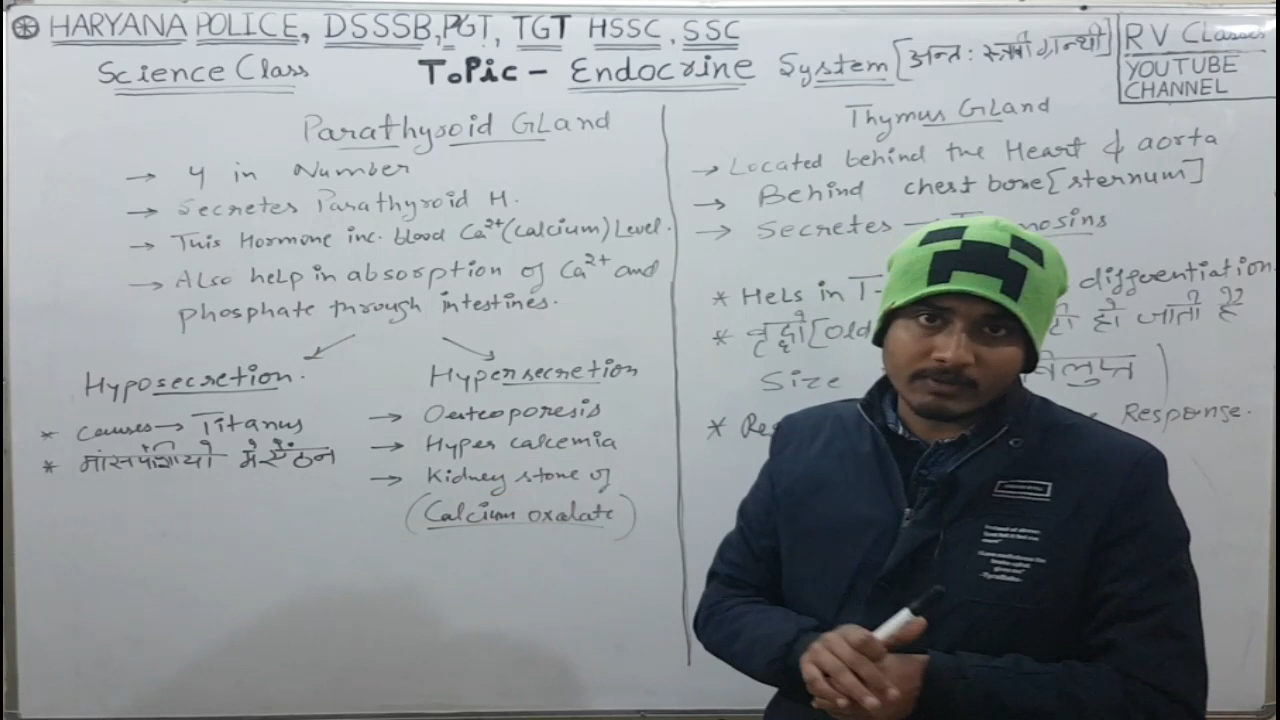 ⊛ HARYANA POLICE, DSSSB, PGT, TGT HSSC, SSC
Science Class ToPic - Endocrine System [अन्त: स्त्रवी ग्रन्थी]
RV Classes
YOUTUBE
CHANNEL
Parathyroid GLand
→ 4 in Number
→ Secretes Parathyroid H.
→ This Hormone inc. blood Ca²⁺(calcium) Level.
→ Also help in absorption of Ca²⁺ and
phosphate through intestines.
Hyposecretion.
* causes → Titanus
* मांसपेशियो में ऐंठन
Hypersecretion
→ Oesteoporesis
→ Hyper calcemia
→ Kidney stone of
(Calcium oxalate)
Thymus GLand
→ Located behind the Heart & aorta
→ Behind chest bone [sternum]
→ Secretes → mosins
* Hels in T- differentiation.
* वृद्धो [old हो जाती है
Size विलुप्त)
* Response.